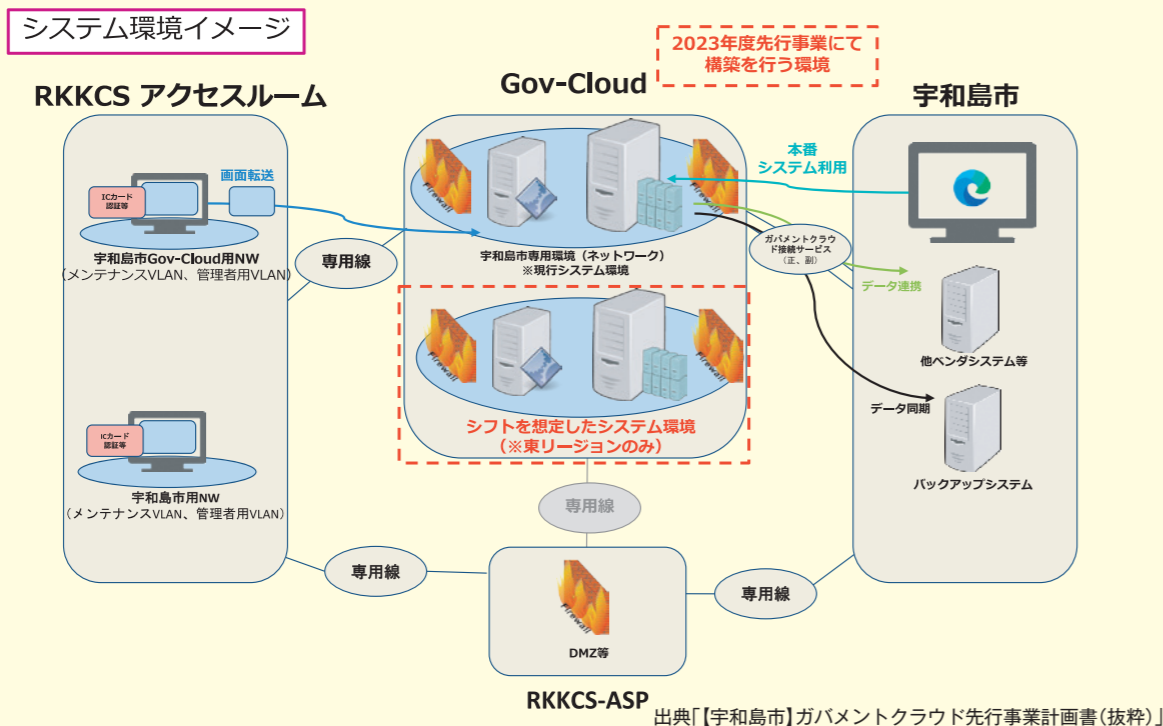 システム環境イメージ
2023年度先行事業にて
構築を行う環境
RKKCS アクセスルーム
Gov-Cloud
宇和島市
ICカード
認証等
画面転送
宇和島市Gov-Cloud用NW
(メンテナンスVLAN、管理者用VLAN)
専用線
Firewall
Firewall
宇和島市専用環境（ネットワーク）
※現行システム環境
本番
システム利用
ガバメントクラウ
ド接続サービス
（正、副）
データ連携
他ベンダシステム等
Firewall
Firewall
シフトを想定したシステム環境
（※東リージョンのみ）
データ同期
バックアップシステム
ICカード
認証等
宇和島市用NW
(メンテナンスVLAN、管理者用VLAN)
専用線
専用線
専用線
Firewall
DMZ等
RKKCS-ASP
出典「【宇和島市】ガバメントクラウド先行事業計画書（抜粋）」